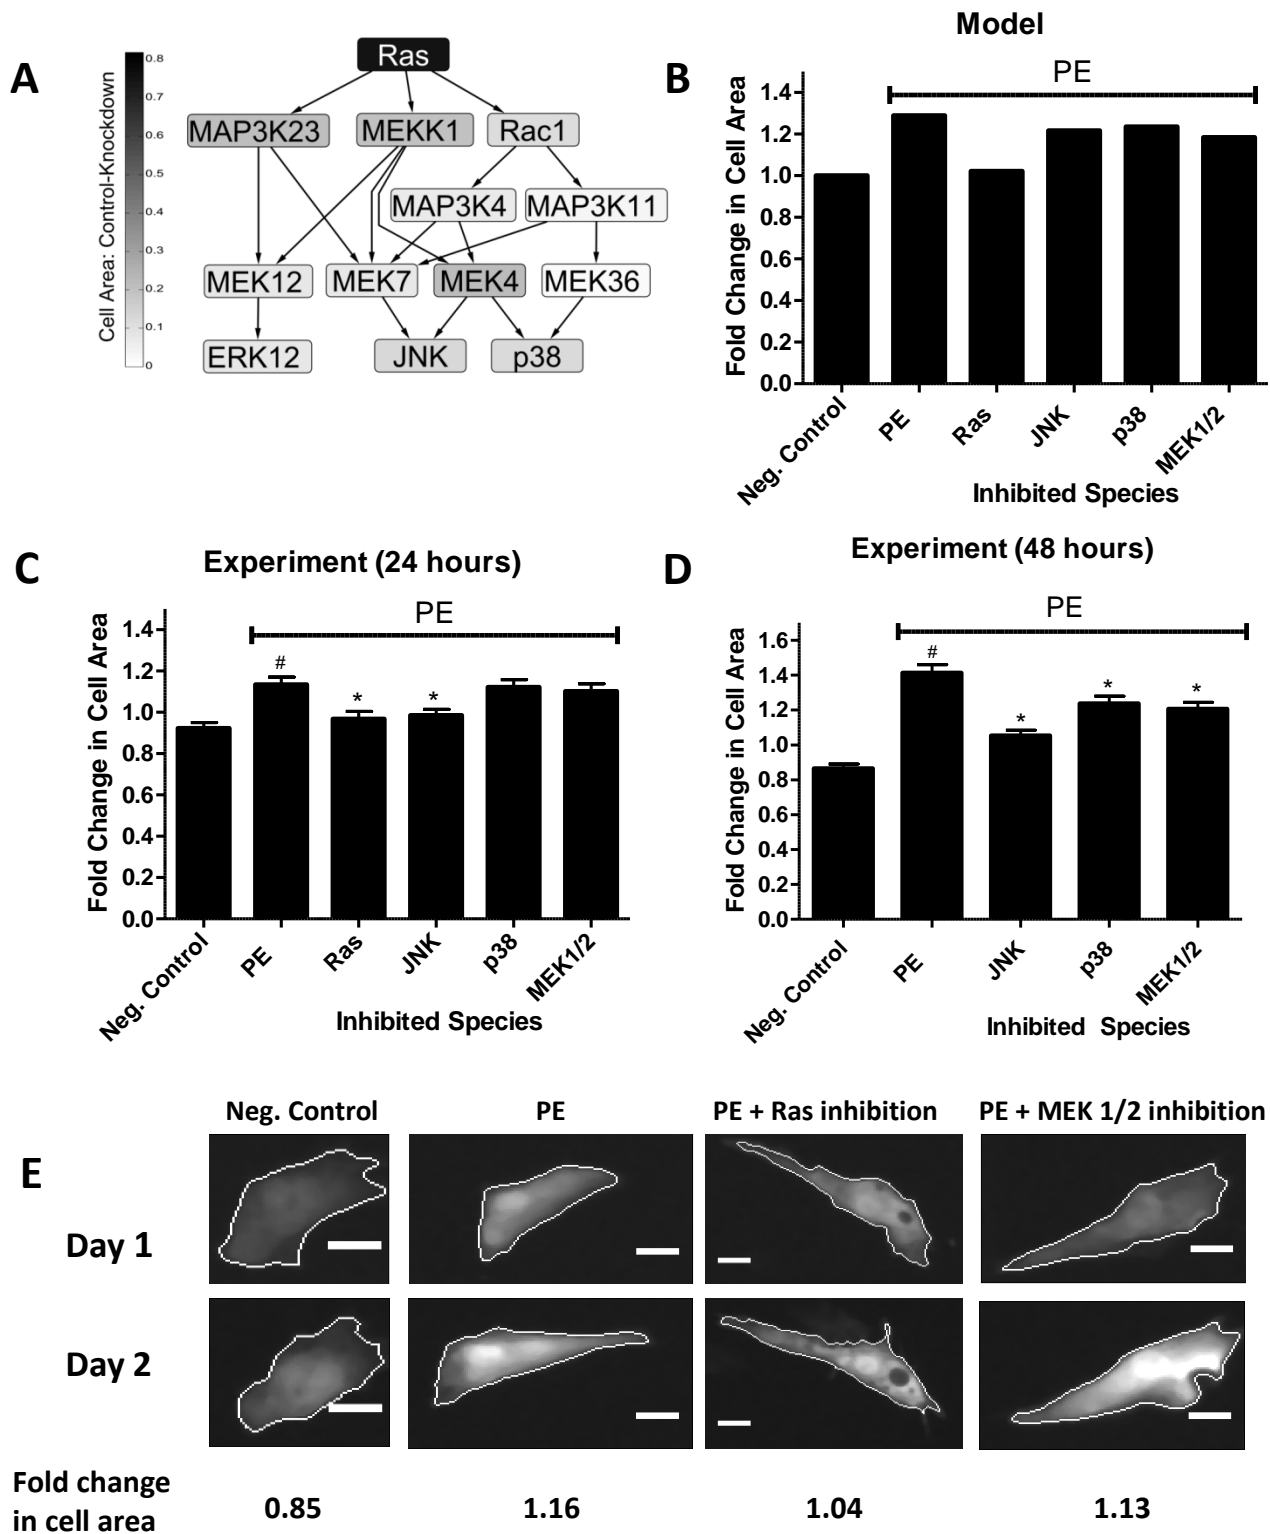 A
Cell Area: Control-Knockdown
0.8
0.7
0.6
0.5
0.4
0.3
0.2
0.1
0
Ras
MAP3K23
MEKK1
Rac1
MAP3K4
MAP3K11
MEK12
MEK7
MEK4
MEK36
ERK12
JNK
p38
B
Model
PE
Fold Change in Cell Area
1.4
1.2
1.0
0.8
0.6
0.4
0.2
0.0
Neg. Control
PE
Ras
JNK
p38
MEK1/2
Inhibited Species
C
Experiment (24 hours)
PE
Fold Change in Cell Area
1.4
1.2
1.0
0.8
0.6
0.4
0.2
0.0
#
*
*
Neg. Control
PE
Ras
JNK
p38
MEK1/2
Inhibited Species
D
Experiment (48 hours)
PE
Fold Change in Cell Area
1.6
1.4
1.2
1.0
0.8
0.6
0.4
0.2
0.0
#
*
*
*
Neg. Control
PE
JNK
p38
MEK1/2
Inhibited Species
E
Neg. Control
PE
PE + Ras inhibition
PE + MEK 1/2 inhibition
Day 1
Day 2
Fold change
in cell area
0.85
1.16
1.04
1.13